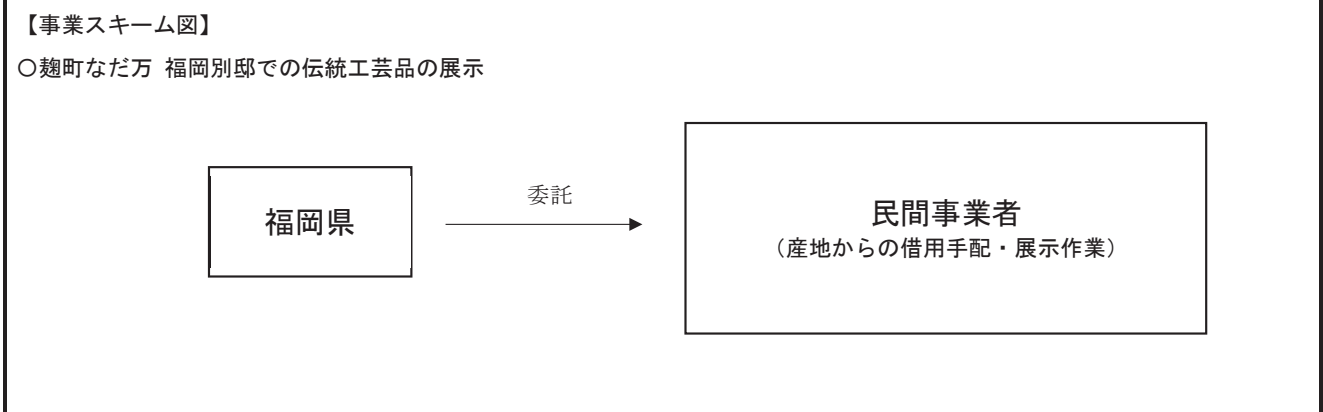 【事業スキーム図】
○麹町なだ万 福岡別邸での伝統工芸品の展示
委託
福岡県
民間事業者
（産地からの借用手配・展示作業）